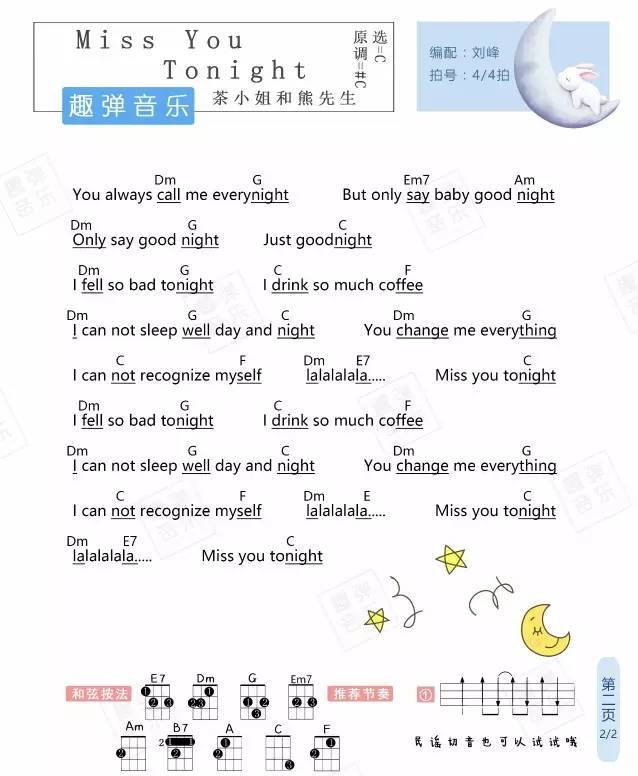 Miss You
Tonight
选=C
原调=#C
趣弹音乐
茶小姐和熊先生
编配：刘峰
拍号：4/4拍
Dm G Em7 Am
You always call me everynight But only say baby good night
Dm G C
Only say good night Just goodnight
Dm G C F
I fell so bad tonight I drink so much coffee
Dm G C Dm G
I can not sleep well day and night You change me everything
C F Dm E7 C
I can not recognize myself lalalalala..... Miss you tonight
Dm G C F
I fell so bad tonight I drink so much coffee
Dm G C Dm G
I can not sleep well day and night You change me everything
C F Dm E C
I can not recognize myself lalalalala..... Miss you tonight
Dm E7 C
lalalalala..... Miss you tonight
和弦按法
E7 Dm G Em7
Am B7 A C F
推荐节奏
①
民谣切音也可以试试哦
第二页
2/2